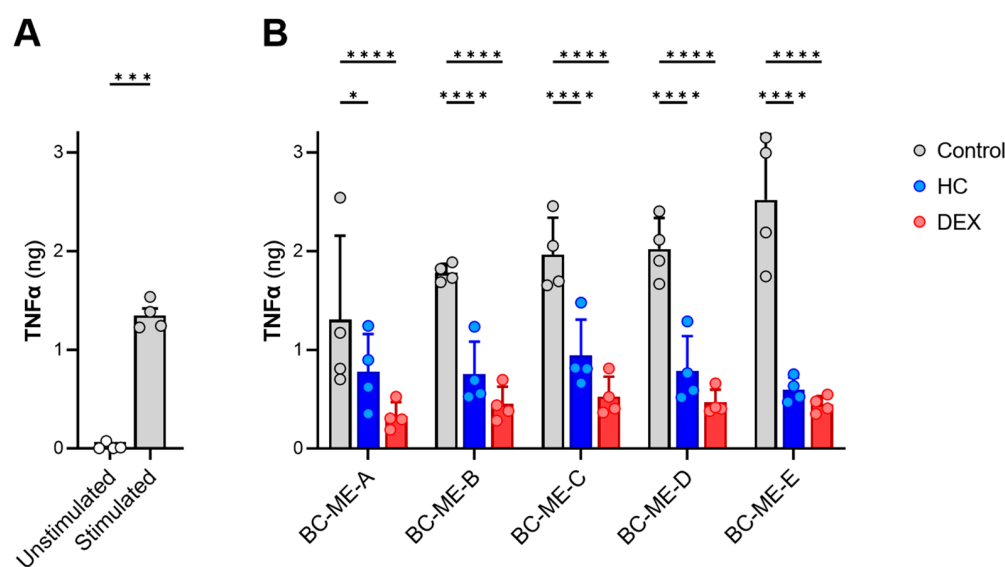 A
B
***
**** **** **** **** ****
* **** **** **** ****
TNFα (ng)
3
2
1
0
Unstimulated
Stimulated
TNFα (ng)
3
2
1
0
BC-ME-A
BC-ME-B
BC-ME-C
BC-ME-D
BC-ME-E
Control
HC
DEX